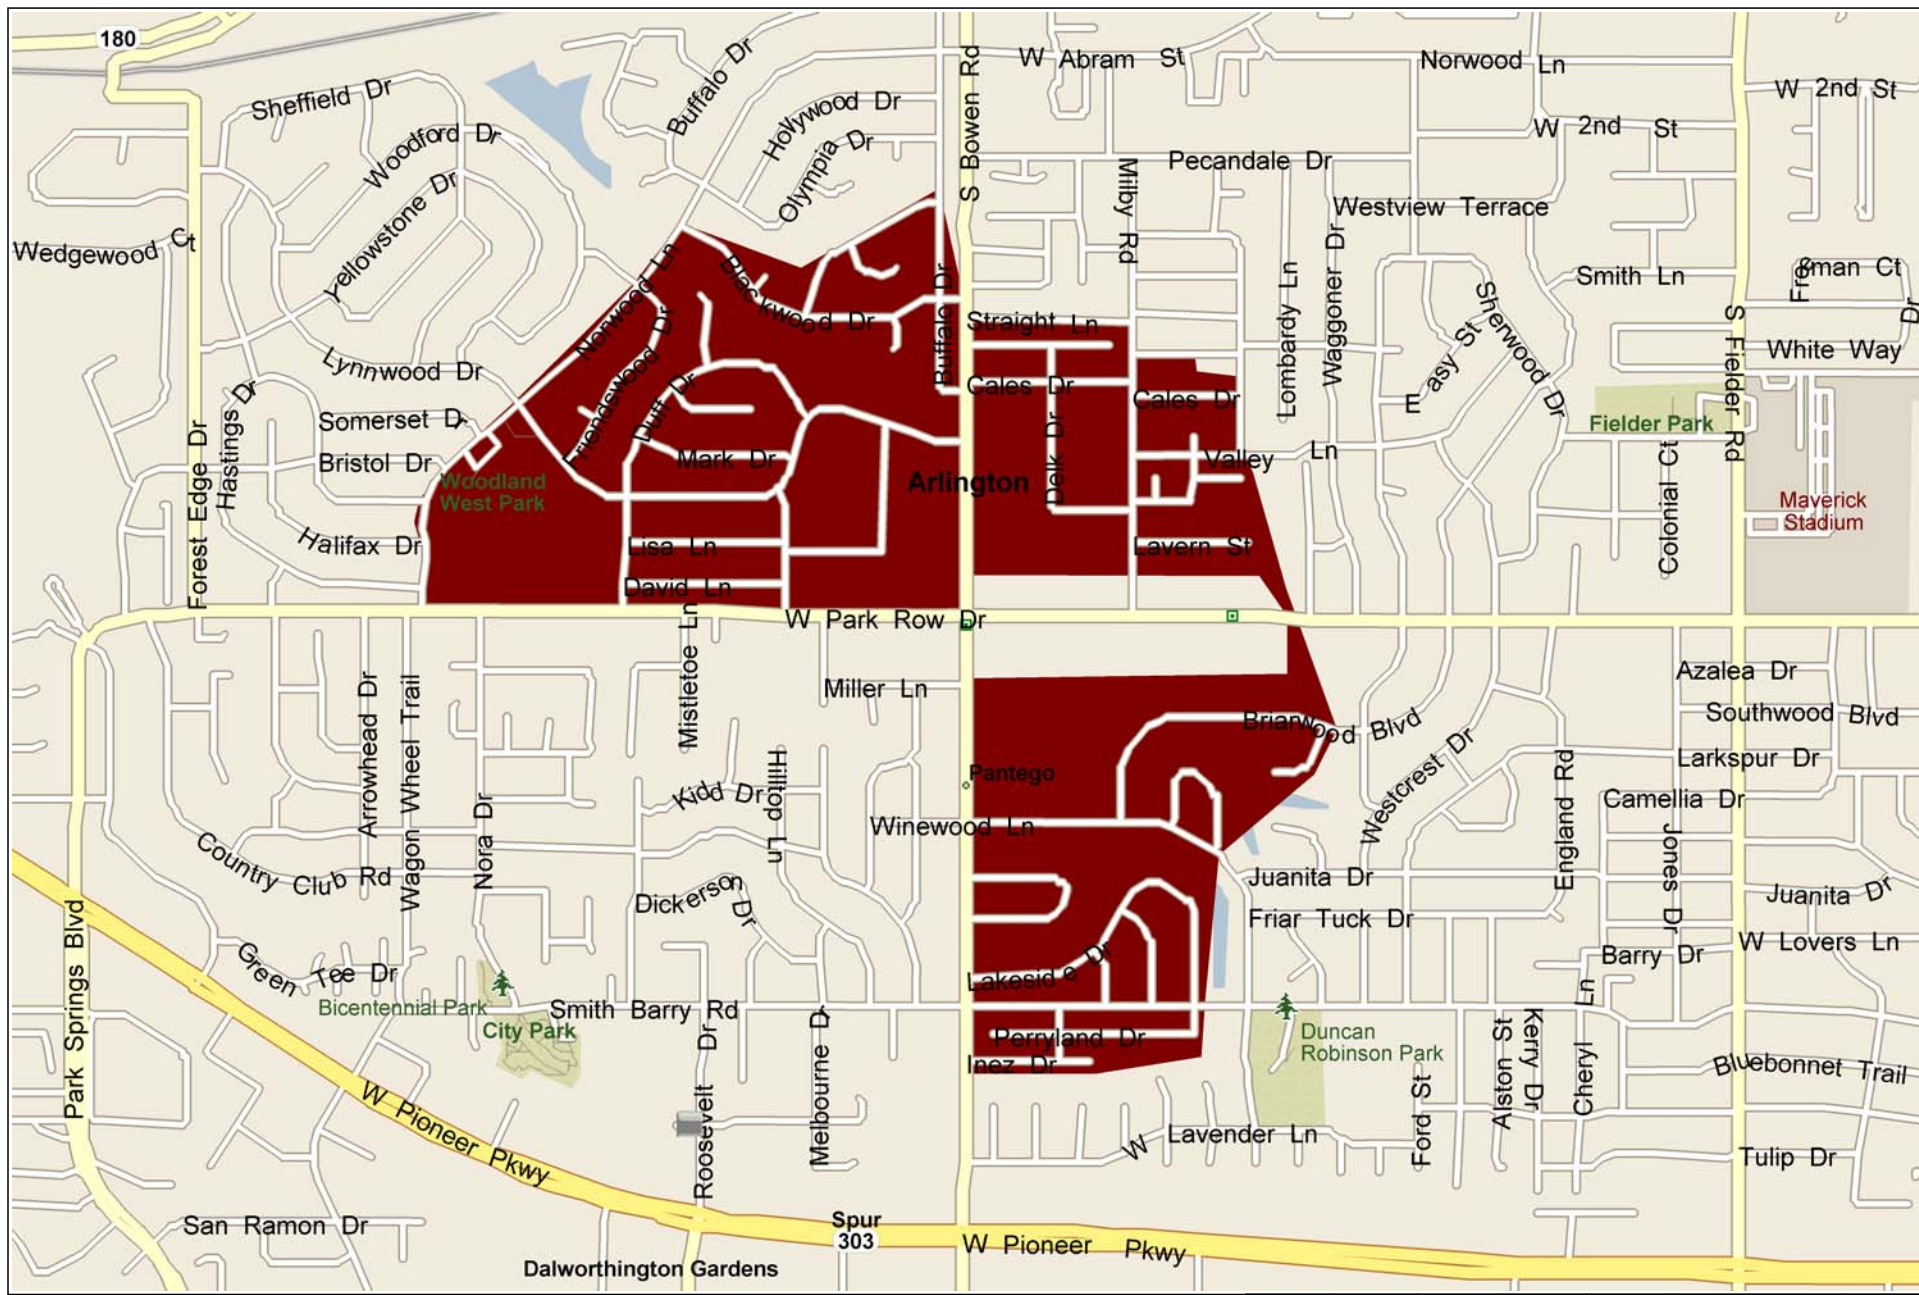 180
W Abram St
Norwood Ln
W 2nd St
Sheffield Dr
Buffalo Dr
Hollywood Dr
S Bowen Rd
W 2nd St
Woodford Dr
Olympia Dr
Pecandale Dr
Milby Rd
Yellowstone Dr
Westview Terrace
Wedgewood Ct
Norwood Ln
Blackwood Dr
Buffalo Dr
Lombardy Ln
Waggoner Dr
Smith Ln
Sherwood Dr
S Fielder Rd
Dr
Straight Ln
Friendswood Dr
Easy St
White Way
Lynnwood Dr
Duff Dr
Cales Dr
Cales Dr
Hastings Dr
Somerset Dr
Fielder Park
Forest Edge Dr
Bristol Dr
Mark Dr
Delk Dr
Valley Ln
Colonial Ct
Woodland
West Park
Arlington
Maverick
Stadium
Halifax Dr
Lisa Ln
Lavern St
David Ln
W Park Row Dr
Mistletoe Ln
Miller Ln
Azalea Dr
Arrowhead Dr
Wagon Wheel Trail
Briarwood Blvd
Southwood Blvd
Westcrest Dr
Larkspur Dr
Pantego
Hilltop Ln
Kidd Dr
England Rd
Camellia Dr
Nora Dr
Winewood Ln
Jones Dr
Country Club Rd
Juanita Dr
Juanita Dr
Dickerson Dr
Friar Tuck Dr
Park Springs Blvd
W Lovers Ln
Barry Dr
Green Tee Dr
Lakeside Dr
Cheryl Ln
Bicentennial Park
Smith Barry Rd
City Park
Roosevelt Dr
Melbourne Dr
Perryland Dr
Duncan
Robinson Park
Alston St
Kerry Dr
Inez Dr
Bluebonnet Trail
Ford St
W Pioneer Pkwy
W Lavender Ln
Tulip Dr
San Ramon Dr
Spur
303
W Pioneer Pkwy
Dalworthington Gardens